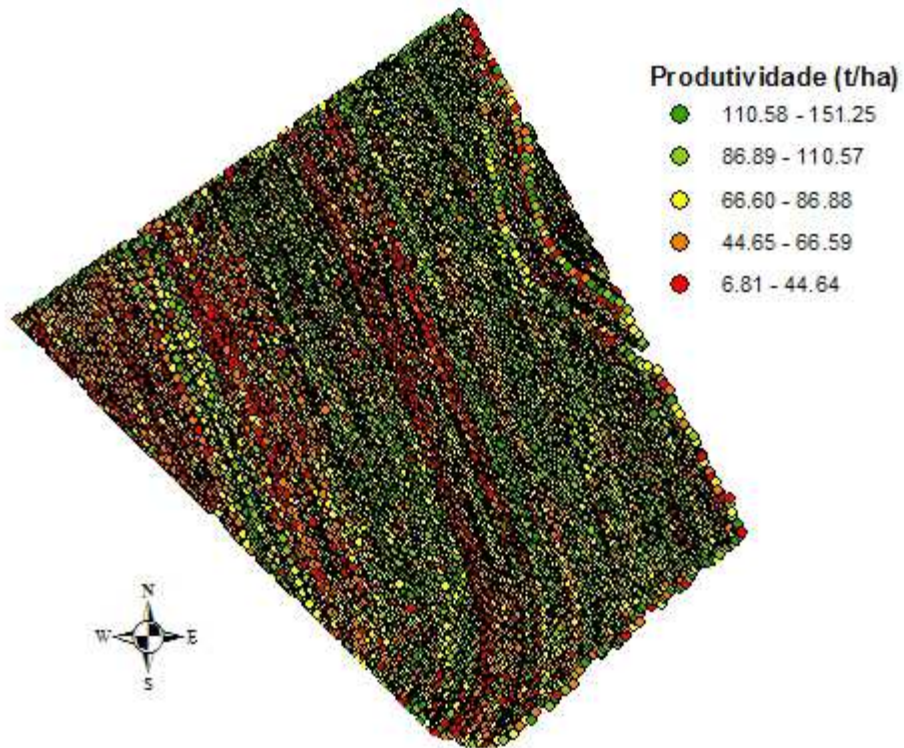 Produtividade (t/ha)
110.58 - 151.25
86.89 - 110.57
66.60 - 86.88
44.65 - 66.59
6.81 - 44.64
N
W E
S